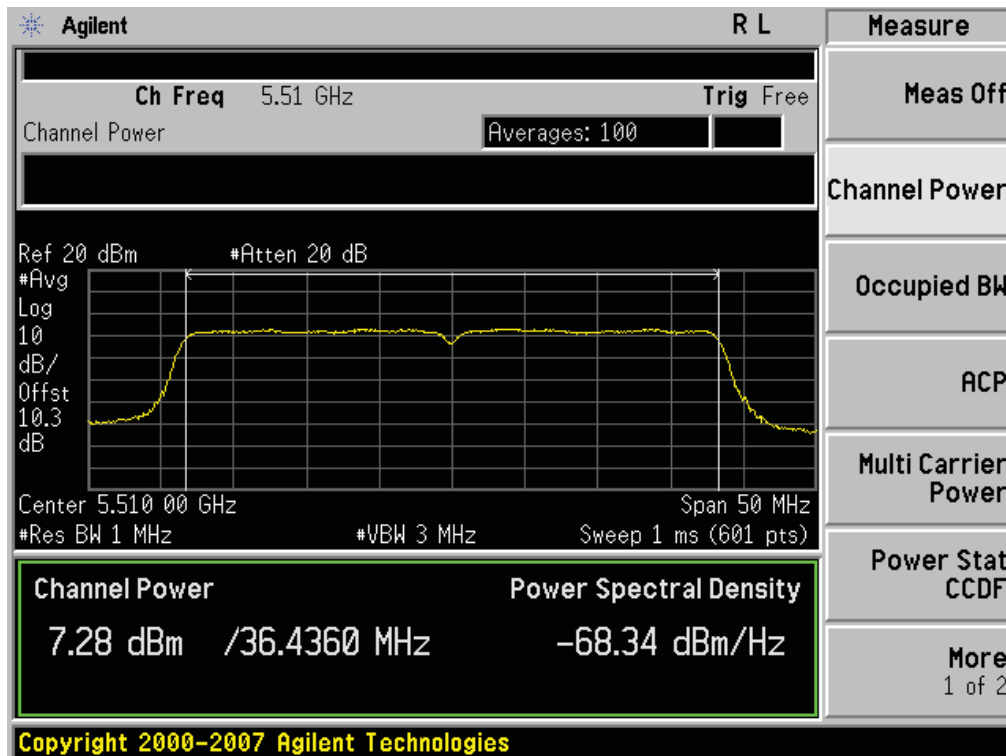 Agilent R L
Measure
Ch Freq 5.51 GHz Trig Free
Channel Power Averages: 100
Ref 20 dBm #Atten 20 dB
#Avg
Log
10
dB/
Offst
10.3
dB
Center 5.510 00 GHz Span 50 MHz
#Res BW 1 MHz #VBW 3 MHz Sweep 1 ms (601 pts)
Channel Power Power Spectral Density
7.28 dBm /36.4360 MHz -68.34 dBm/Hz
Meas Off
Channel Power
Occupied BW
ACP
Multi Carrier
Power
Power Stat
CCDF
More
1 of 2
Copyright 2000-2007 Agilent Technologies